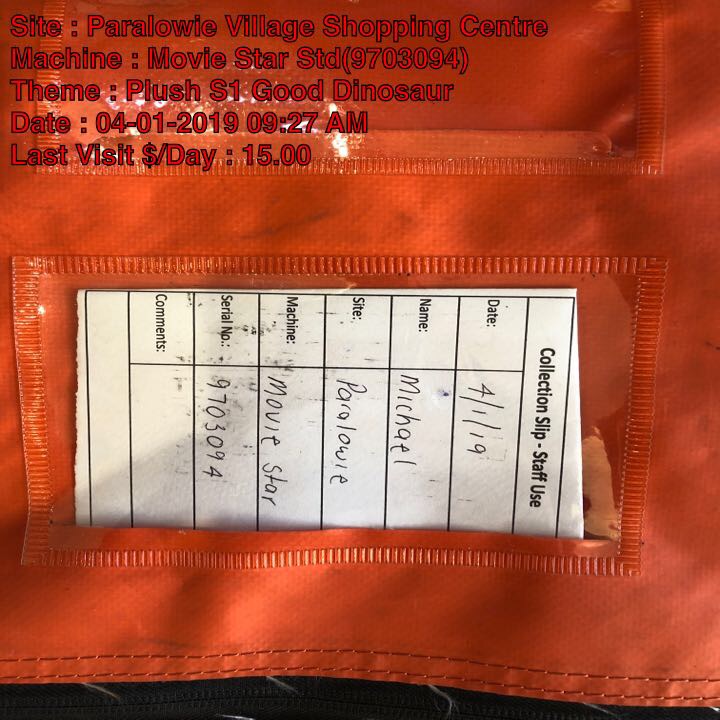 Site : Paralowie Village Shopping Centre
Machine : Movie Star Std(9703094)
Theme : Plush S1 Good Dinosaur
Date : 04-01-2019 09:27 AM
Last Visit $/Day : 15.00
Collection Slip - Staff Use
Date: 4/1/19
Name: Michael
Site: Paralowie
Machine: Movie Star
Serial No.: 9703094
Comments: